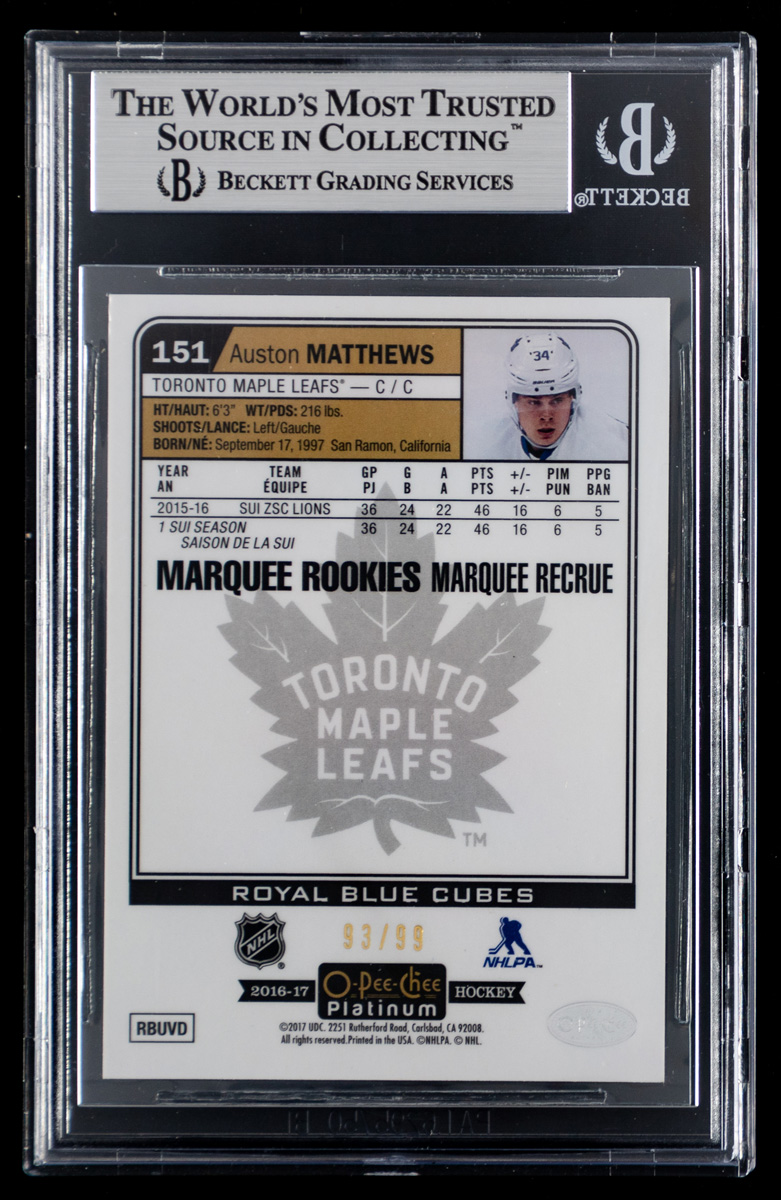 THE WORLD'S MOST TRUSTED
SOURCE IN COLLECTING™
B BECKETT GRADING SERVICES
B
BECKETT®
151 Auston MATTHEWS
TORONTO MAPLE LEAFS® — C / C
HT/HAUT: 6'3" WT/PDS: 216 lbs.
SHOOTS/LANCE: Left/Gauche
BORN/NÉ: September 17, 1997 San Ramon, California
34
BAUER
YEAR TEAM GP G A PTS +/- PIM PPG
AN ÉQUIPE PJ B A PTS +/- PUN BAN
2015-16 SUI ZSC LIONS 36 24 22 46 16 6 5
1 SUI SEASON 36 24 22 46 16 6 5
SAISON DE LA SUI
MARQUEE ROOKIES MARQUEE RECRUE
TORONTO
MAPLE
LEAFS
TM
ROYAL BLUE CUBES
NHL
93/99
NHLPA™
2016-17 O-Pee-Chee HOCKEY
Platinum
RBUVD
©2017 UDC. 2251 Rutherford Road, Carlsbad, CA 92008.
All rights reserved.Printed in the USA. ©NHLPA. © NHL.